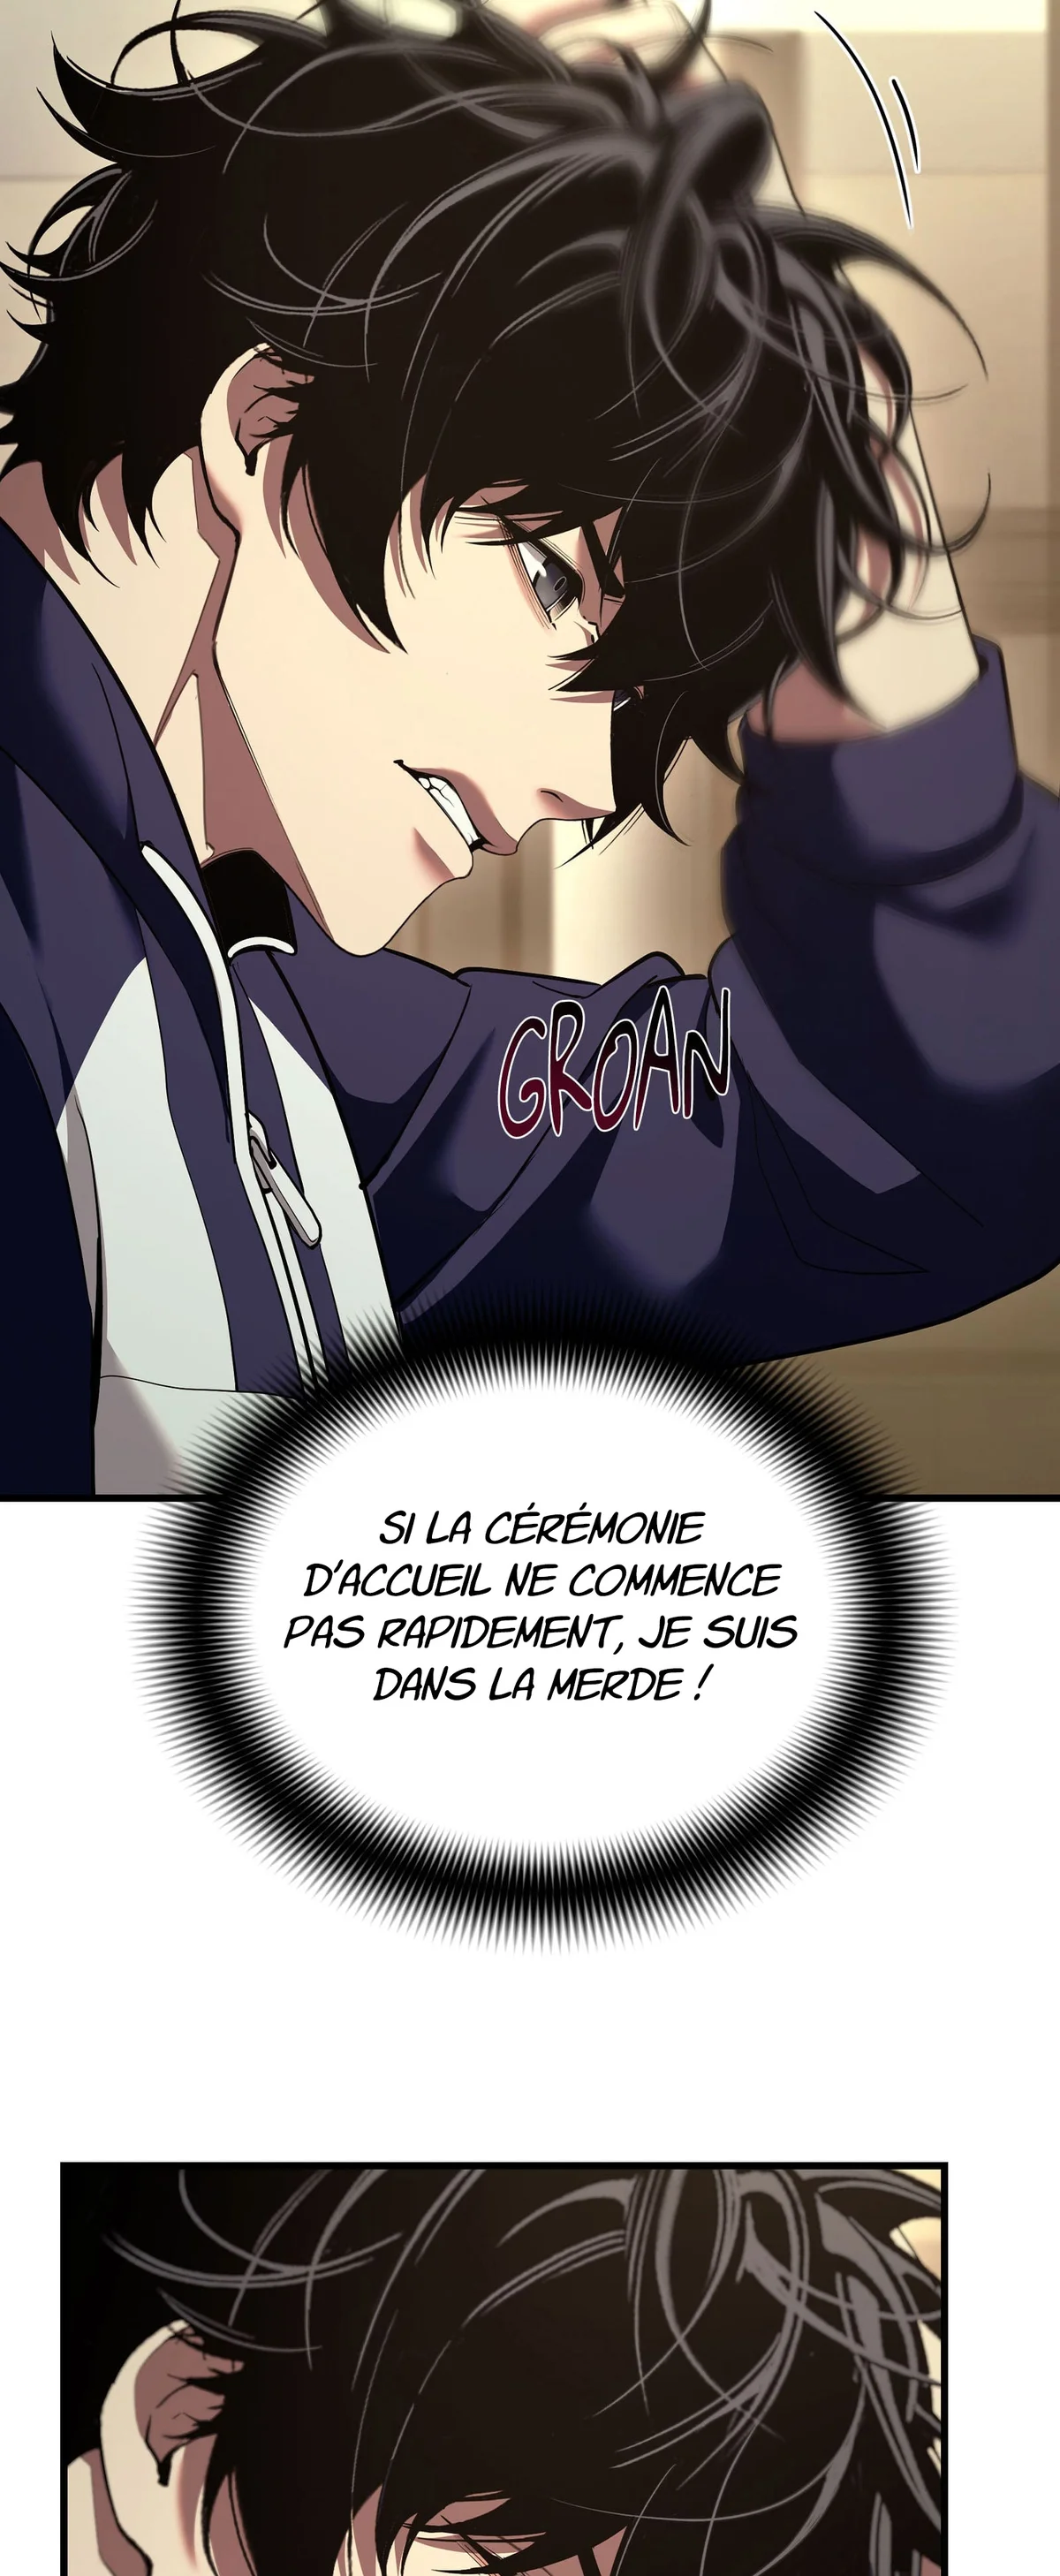 GROAN
SI LA CÉRÉMONIE
D'ACCUEIL NE COMMENCE
PAS RAPIDEMENT, JE SUIS
DANS LA MERDE !